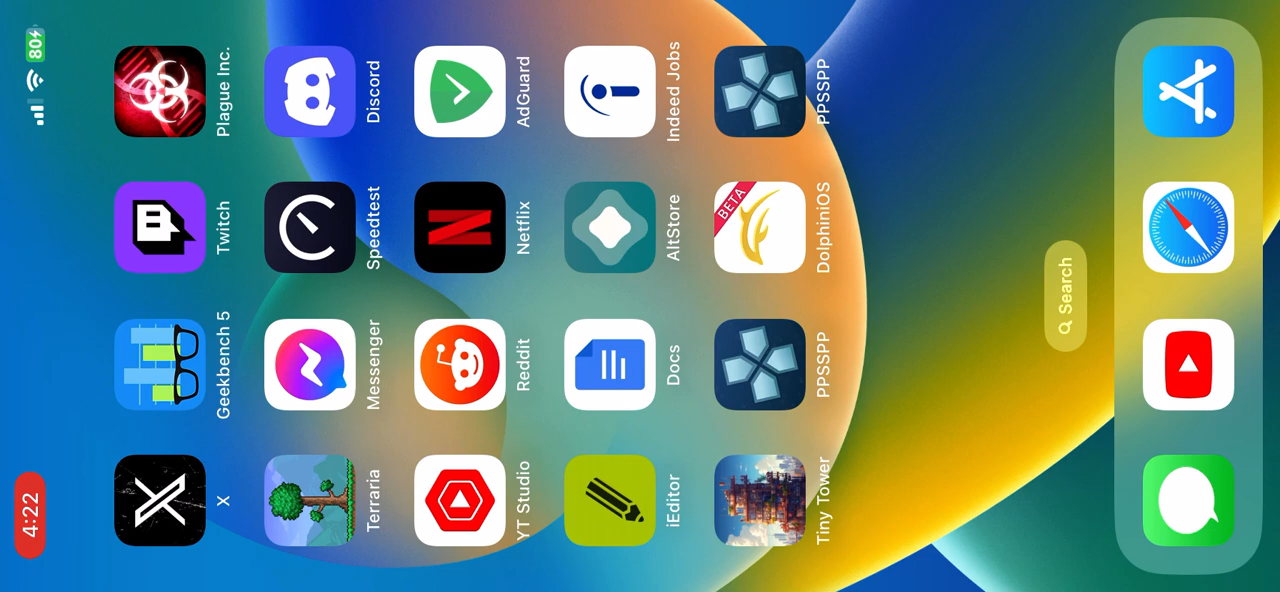 4:22
80
X
Geekbench 5
Twitch
Plague Inc.
Terraria
Messenger
Speedtest
Discord
YT Studio
Reddit
Netflix
AdGuard
iEditor
Docs
AltStore
Indeed Jobs
BETA
Tiny Tower
PPSSPP
DolphiniOS
PPSSPP
Search